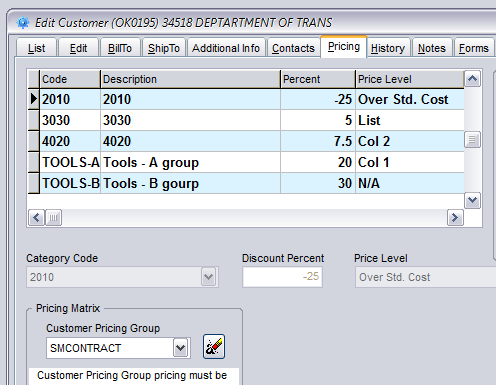 Edit Customer (OK0195) 34518 DEPTARTMENT OF TRANS
List Edit BillTo ShipTo Additional Info Contacts Pricing History Notes Forms
Code Description Percent Price Level
2010 2010 -25 Over Std. Cost
3030 3030 5 List
4020 4020 7.5 Col 2
TOOLS-A Tools - A group 20 Col 1
TOOLS-B Tools - B gourp 30 N/A
Category Code Discount Percent Price Level
2010 -25 Over Std. Cost
Pricing Matrix
Customer Pricing Group
SMCONTRACT
Customer Pricing Group pricing must be